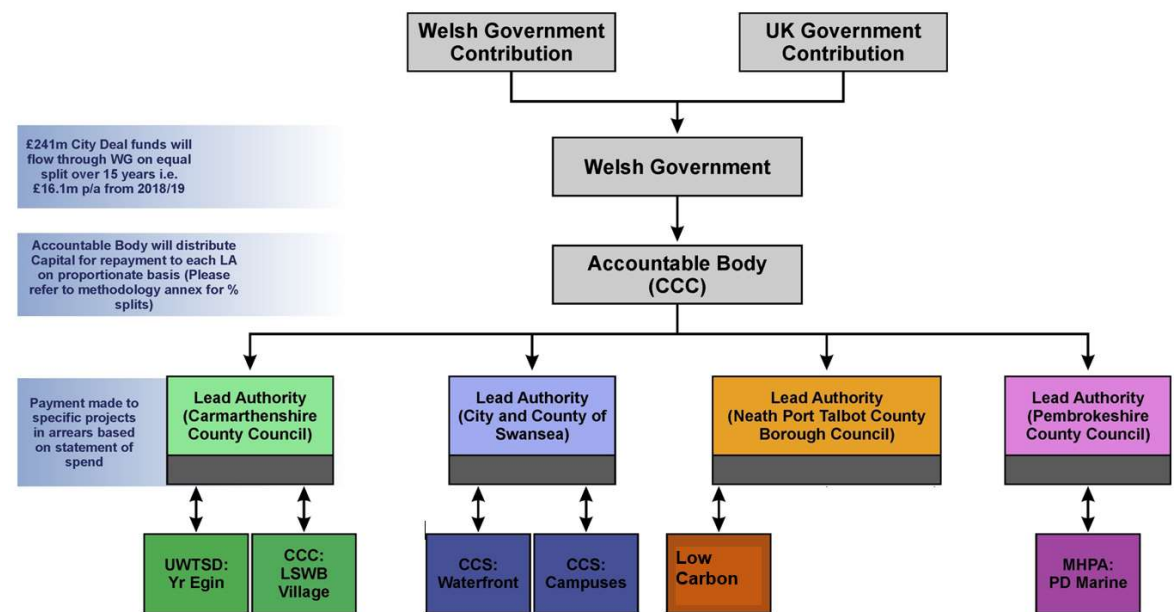 Welsh Government
Contribution
UK Government
Contribution
£241m City Deal funds will
flow through WG on equal
split over 15 years i.e.
£16.1m p/a from 2018/19
Welsh Government
Accountable Body will distribute
Capital for repayment to each LA
on proportionate basis (Please
refer to methodology annex for %
splits)
Accountable Body
(CCC)
Payment made to
specific projects
in arrears based
on statement of
spend
Lead Authority
(Carmarthenshire
County Council)
Lead Authority
(City and County of
Swansea)
Lead Authority
(Neath Port Talbot County
Borough Council)
Lead Authority
(Pembrokeshire
County Council)
UWTSD:
Yr Egin
CCC:
LSWB
Village
CCS:
Waterfront
CCS:
Campuses
Low
Carbon
MHPA:
PD Marine